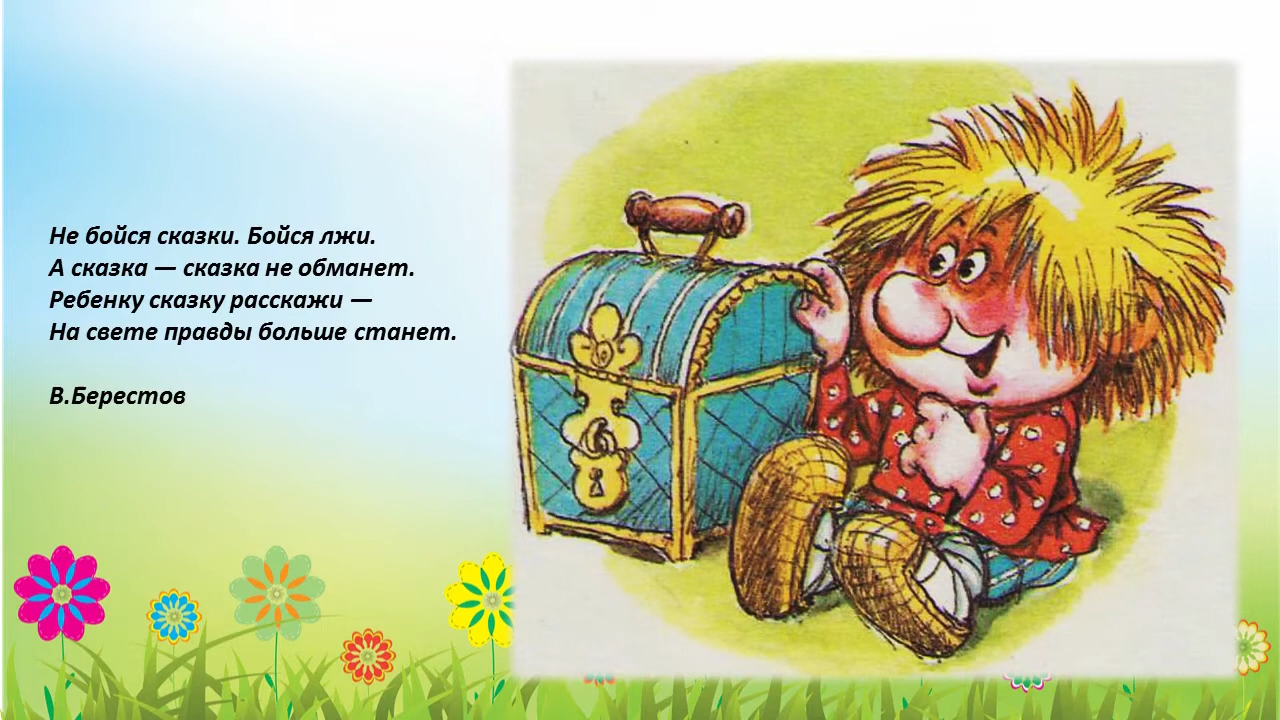 Не бойся сказки. Бойся лжи.
А сказка — сказка не обманет.
Ребенку сказку расскажи —
На свете правды больше станет.
В.Берестов